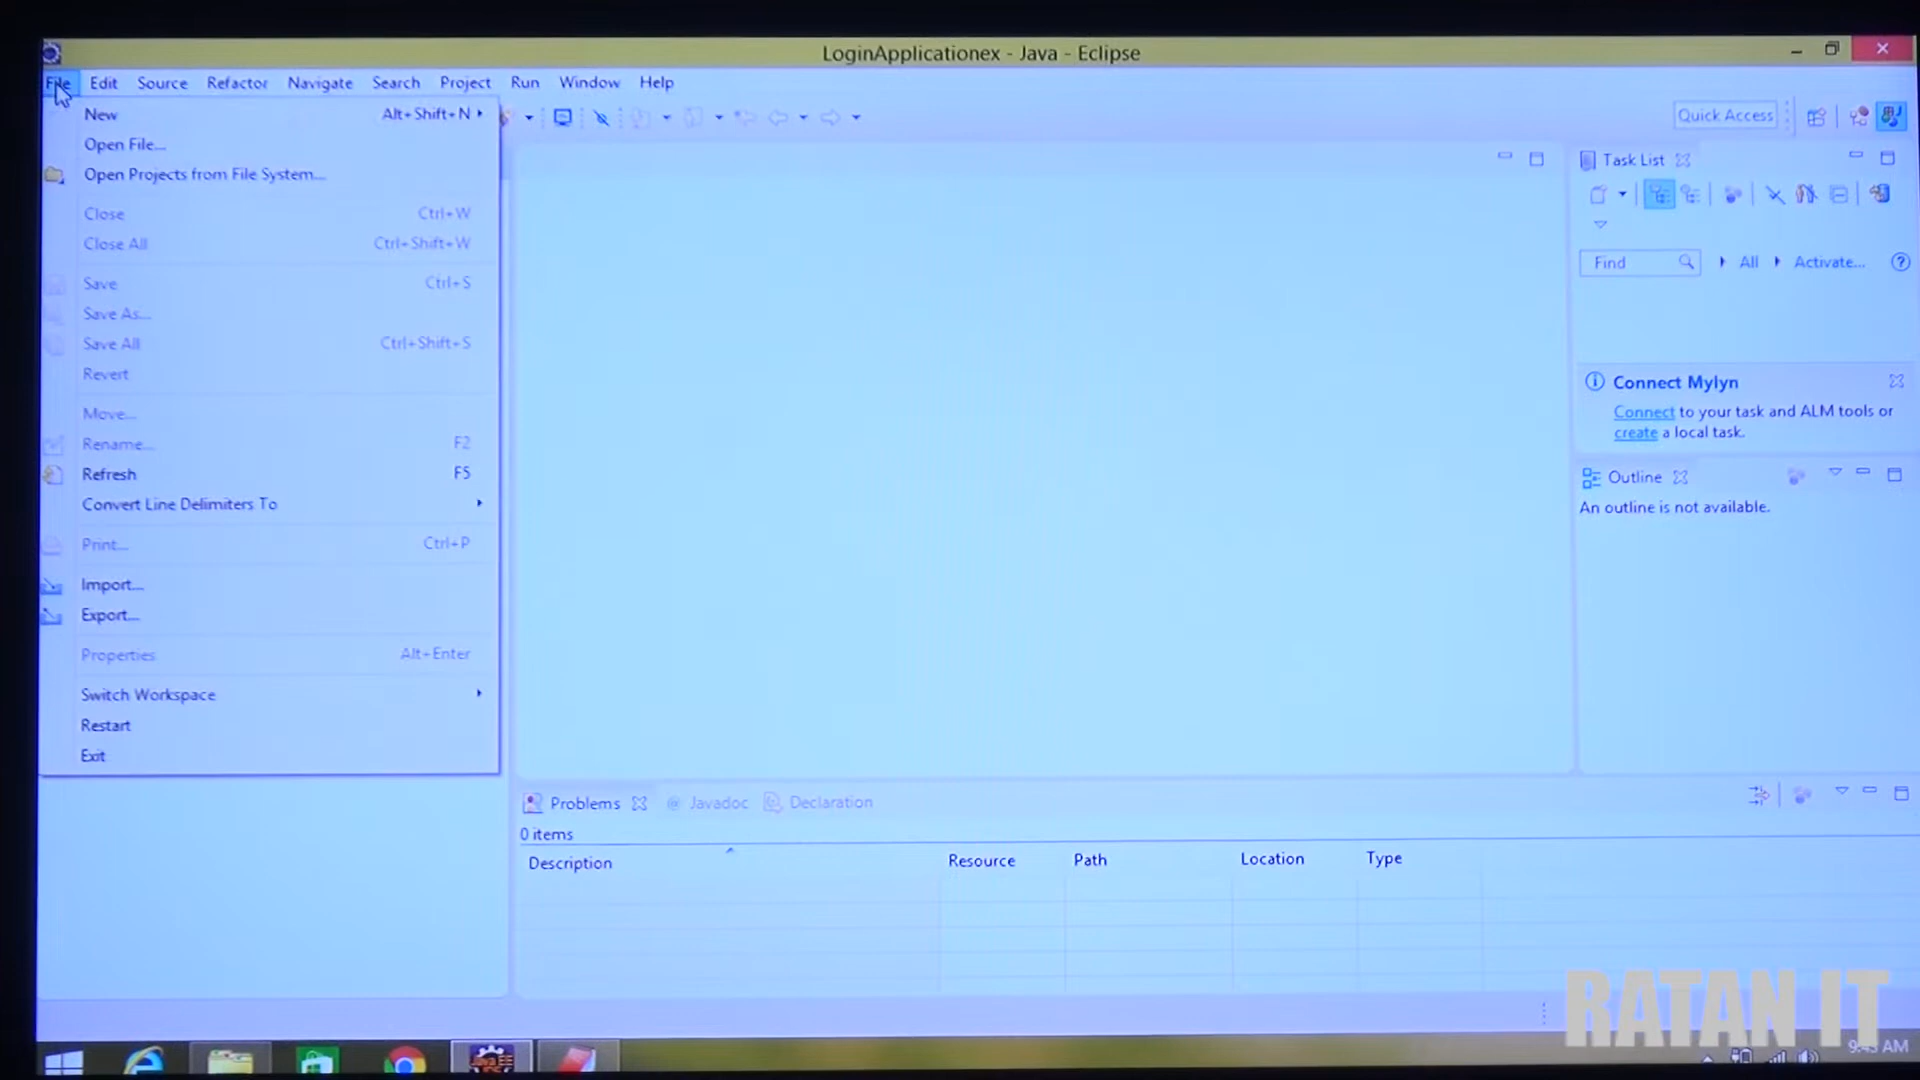 LoginApplicationex - Java - Eclipse
File Edit Source Refactor Navigate Search Project Run Window Help
New Alt+Shift+N
Open File...
Open Projects from File System...
Close Ctrl+W
Close All Ctrl+Shift+W
Save Ctrl+S
Save As...
Save All Ctrl+Shift+S
Revert
Move...
Rename... F2
Refresh F5
Convert Line Delimiters To
Print... Ctrl+P
Import...
Export...
Properties Alt+Enter
Switch Workspace
Restart
Exit
Quick Access
Task List
Find All Activate...
Connect Mylyn
Connect to your task and ALM tools or
create a local task.
Outline
An outline is not available.
Problems @ Javadoc Declaration
0 items
Description Resource Path Location Type
RATAN IT
Java EE
IDE
9:43 AM